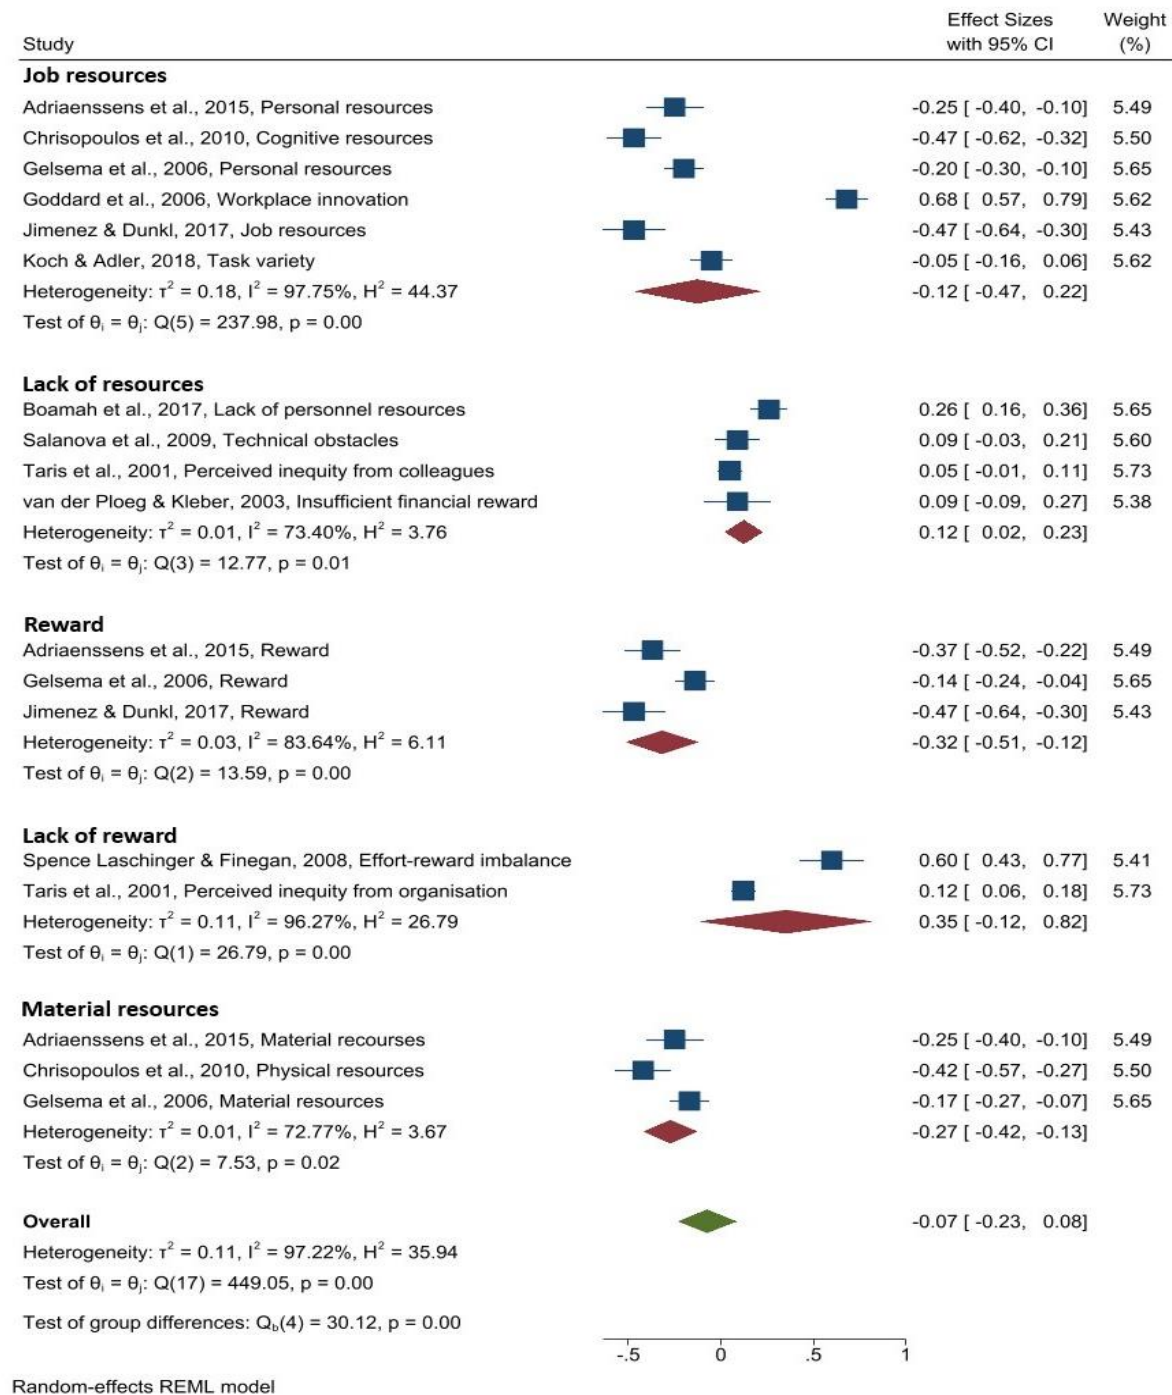 Effect Sizes Weight
Study with 95% CI (%)
Job resources
Adriaenssens et al., 2015, Personal resources -0.25 [ -0.40, -0.10] 5.49
Chrisopoulos et al., 2010, Cognitive resources -0.47 [ -0.62, -0.32] 5.50
Gelsema et al., 2006, Personal resources -0.20 [ -0.30, -0.10] 5.65
Goddard et al., 2006, Workplace innovation 0.68 [ 0.57, 0.79] 5.62
Jimenez & Dunkl, 2017, Job resources -0.47 [ -0.64, -0.30] 5.43
Koch & Adler, 2018, Task variety -0.05 [ -0.16, 0.06] 5.62
Heterogeneity: τ² = 0.18, I² = 97.75%, H² = 44.37 -0.12 [ -0.47, 0.22]
Test of θᵢ = θⱼ: Q(5) = 237.98, p = 0.00
Lack of resources
Boamah et al., 2017, Lack of personnel resources 0.26 [ 0.16, 0.36] 5.65
Salanova et al., 2009, Technical obstacles 0.09 [ -0.03, 0.21] 5.60
Taris et al., 2001, Perceived inequity from colleagues 0.05 [ -0.01, 0.11] 5.73
van der Ploeg & Kleber, 2003, Insufficient financial reward 0.09 [ -0.09, 0.27] 5.38
Heterogeneity: τ² = 0.01, I² = 73.40%, H² = 3.76 0.12 [ 0.02, 0.23]
Test of θᵢ = θⱼ: Q(3) = 12.77, p = 0.01
Reward
Adriaenssens et al., 2015, Reward -0.37 [ -0.52, -0.22] 5.49
Gelsema et al., 2006, Reward -0.14 [ -0.24, -0.04] 5.65
Jimenez & Dunkl, 2017, Reward -0.47 [ -0.64, -0.30] 5.43
Heterogeneity: τ² = 0.03, I² = 83.64%, H² = 6.11 -0.32 [ -0.51, -0.12]
Test of θᵢ = θⱼ: Q(2) = 13.59, p = 0.00
Lack of reward
Spence Laschinger & Finegan, 2008, Effort-reward imbalance 0.60 [ 0.43, 0.77] 5.41
Taris et al., 2001, Perceived inequity from organisation 0.12 [ 0.06, 0.18] 5.73
Heterogeneity: τ² = 0.11, I² = 96.27%, H² = 26.79 0.35 [ -0.12, 0.82]
Test of θᵢ = θⱼ: Q(1) = 26.79, p = 0.00
Material resources
Adriaenssens et al., 2015, Material recourses -0.25 [ -0.40, -0.10] 5.49
Chrisopoulos et al., 2010, Physical resources -0.42 [ -0.57, -0.27] 5.50
Gelsema et al., 2006, Material resources -0.17 [ -0.27, -0.07] 5.65
Heterogeneity: τ² = 0.01, I² = 72.77%, H² = 3.67 -0.27 [ -0.42, -0.13]
Test of θᵢ = θⱼ: Q(2) = 7.53, p = 0.02
Overall -0.07 [ -0.23, 0.08]
Heterogeneity: τ² = 0.11, I² = 97.22%, H² = 35.94
Test of θᵢ = θⱼ: Q(17) = 449.05, p = 0.00
Test of group differences: Q_b(4) = 30.12, p = 0.00
-.5 0 .5 1
Random-effects REML model